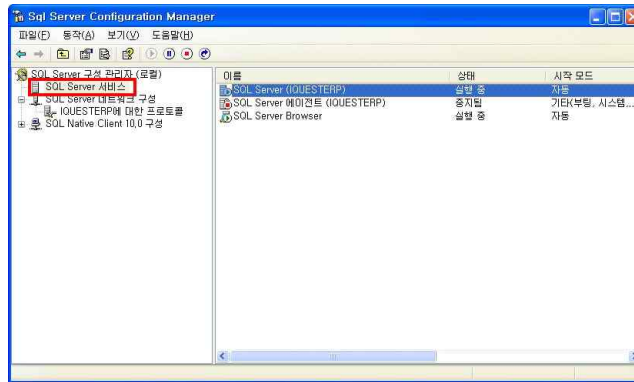 Sql Server Configuration Manager
파일(F) 동작(A) 보기(V) 도움말(H)
SQL Server 구성 관리자 (로컬)
SQL Server 서비스
SQL Server 네트워크 구성
IQUESTERP에 대한 프로토콜
SQL Native Client 10,0 구성
이름 상태 시작 모드
SQL Server (IQUESTERP) 실행 중 자동
SQL Server 에이전트 (IQUESTERP) 중지됨 기타(부팅, 시스템...
SQL Server Browser 실행 중 자동